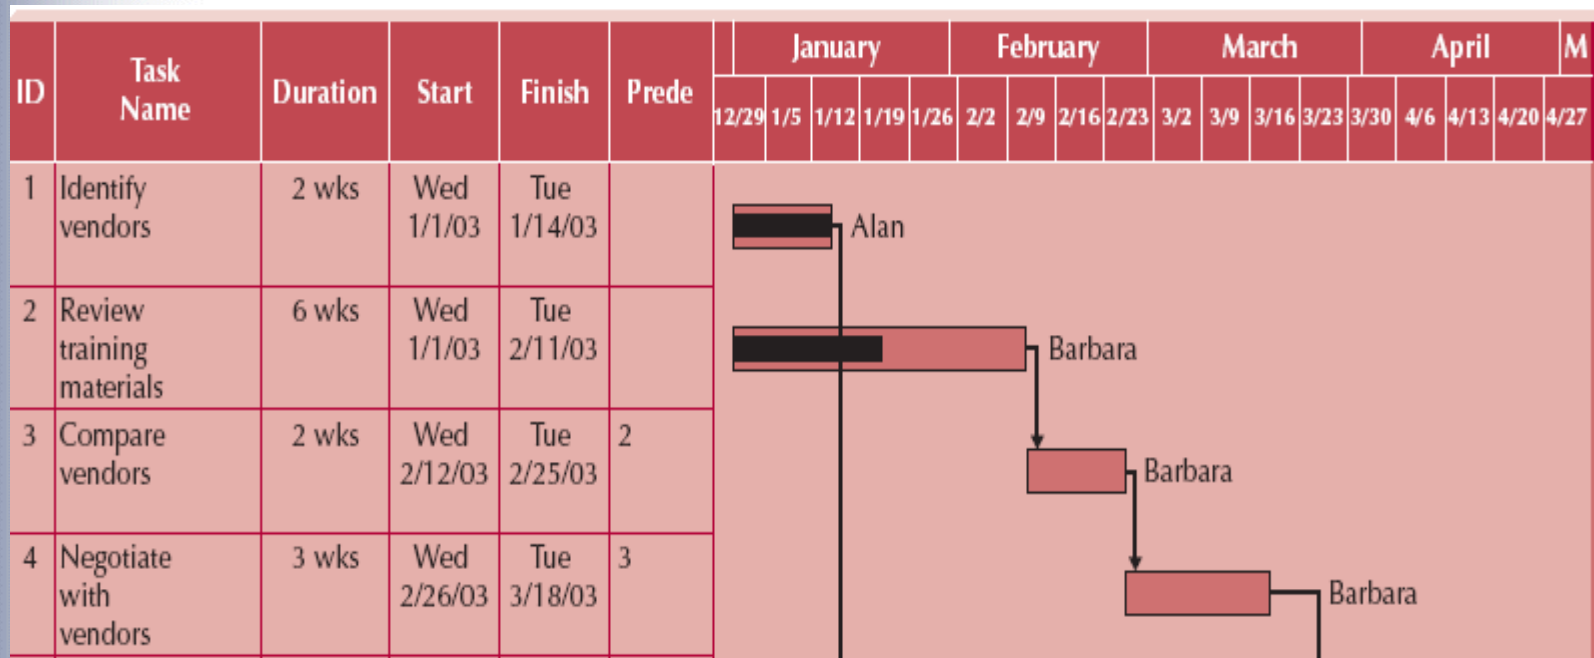 ID Task Name Duration Start Finish Prede January February March April M
12/29 1/5 1/12 1/19 1/26 2/2 2/9 2/16 2/23 3/2 3/9 3/16 3/23 3/30 4/6 4/13 4/20 4/27
1 Identify 2 wks Wed Tue
vendors 1/1/03 1/14/03 Alan
2 Review 6 wks Wed Tue
training 1/1/03 2/11/03 Barbara
materials
3 Compare 2 wks Wed Tue 2
vendors 2/12/03 2/25/03 Barbara
4 Negotiate 3 wks Wed Tue 3
with 2/26/03 3/18/03 Barbara
vendors